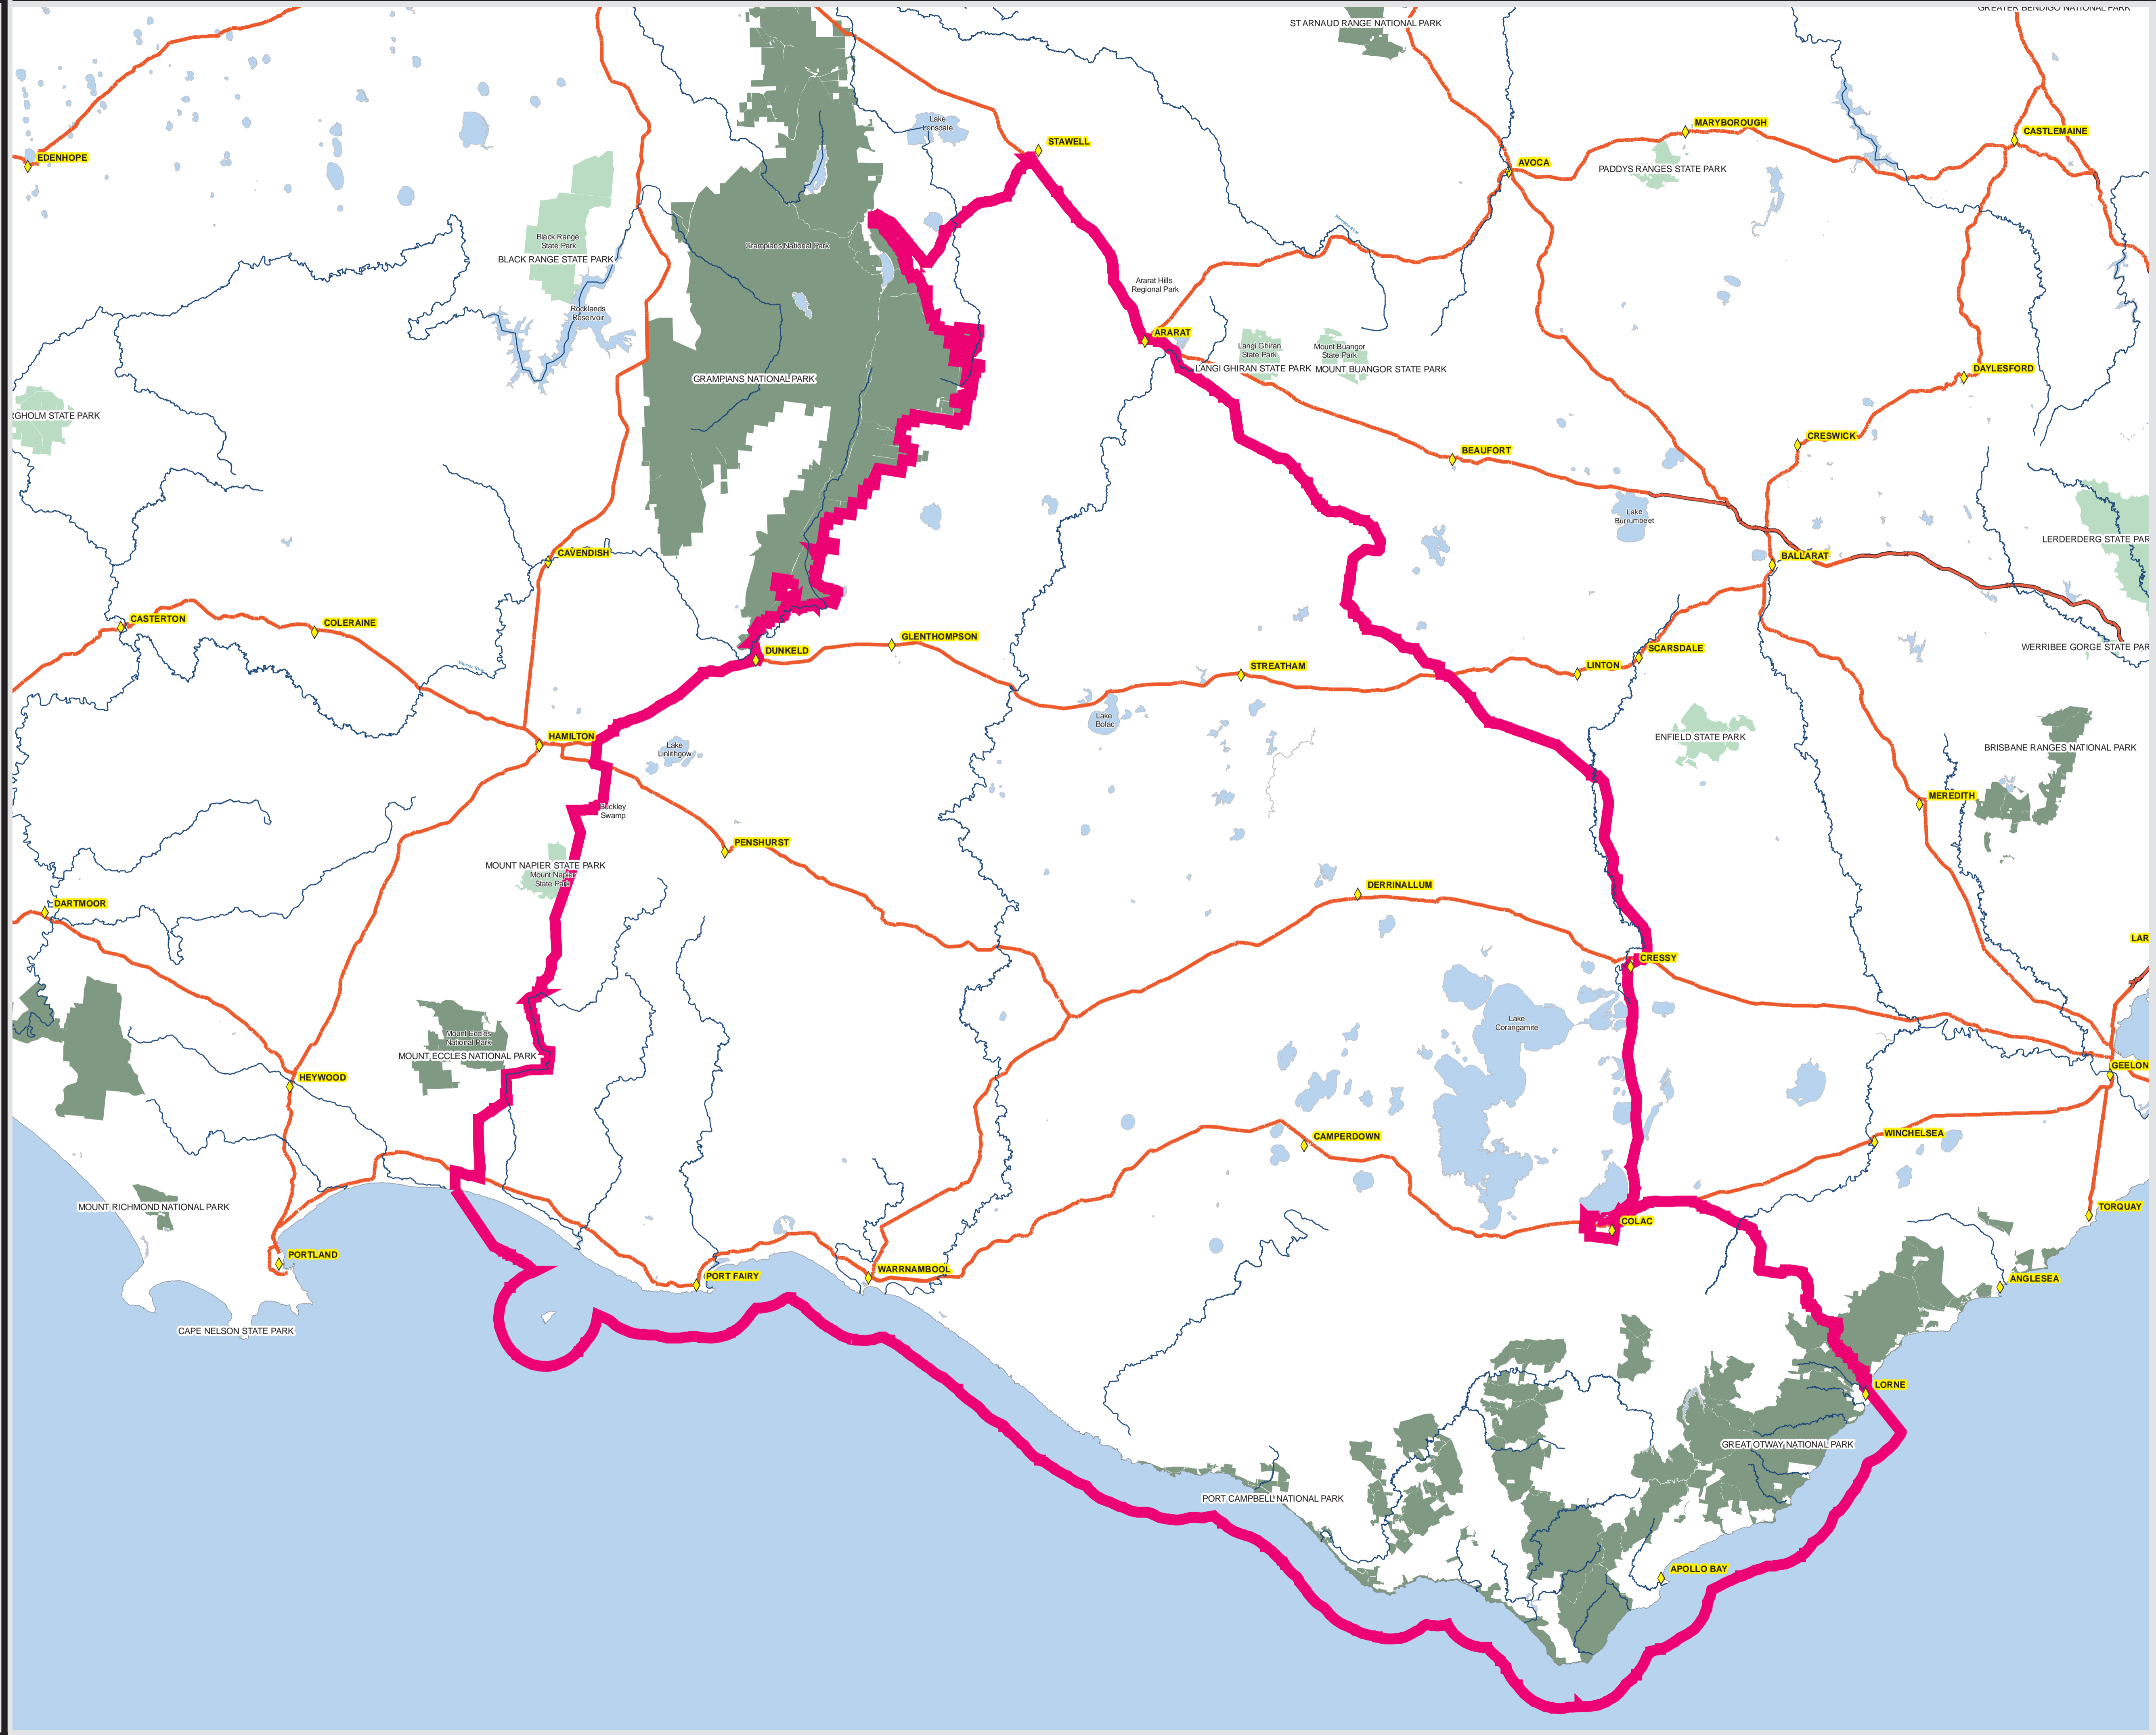 GREATER BENDIGO NATIONAL PARK
ST ARNAUD RANGE NATIONAL PARK
MARYBOROUGH
CASTLEMAINE
Lake
Lonsdale
STAWELL
EDENHOPE
AVOCA
PADDYS RANGES STATE PARK
Black Range
State Park
BLACK RANGE STATE PARK
Grampians National Park
Ararat Hills
Regional Park
Rocklands
Reservoir
ARARAT
Langi Ghiran
State Park
Mount Buangor
State Park
LANGI GHIRAN STATE PARK
MOUNT BUANGOR STATE PARK
DAYLESFORD
GRAMPIANS NATIONAL PARK
RGHOLM STATE PARK
CRESWICK
BEAUFORT
Lake
Burrumbeet
LERDERDERG STATE PAR
CAVENDISH
BALLARAT
CASTERTON
COLERAINE
GLENTHOMPSON
DUNKELD
SCARSDALE
WERRIBEE GORGE STATE PAR
STREATHAM
LINTON
Lake
Bolac
HAMILTON
Lake
Linlithgow
ENFIELD STATE PARK
BRISBANE RANGES NATIONAL PARK
MEREDITH
Buckley
Swamp
PENSHURST
MOUNT NAPIER STATE PARK
Mount Napier
State Park
DERRINALLUM
DARTMOOR
LAR
CRESSY
Lake
Corangamite
Mount Eccles
National Park
MOUNT ECCLES NATIONAL PARK
GEELON
HEYWOOD
CAMPERDOWN
WINCHELSEA
MOUNT RICHMOND NATIONAL PARK
TORQUAY
COLAC
PORTLAND
PORT FAIRY
WARRNAMBOOL
ANGLESEA
CAPE NELSON STATE PARK
LORNE
GREAT OTWAY NATIONAL PARK
PORT CAMPBELL NATIONAL PARK
APOLLO BAY